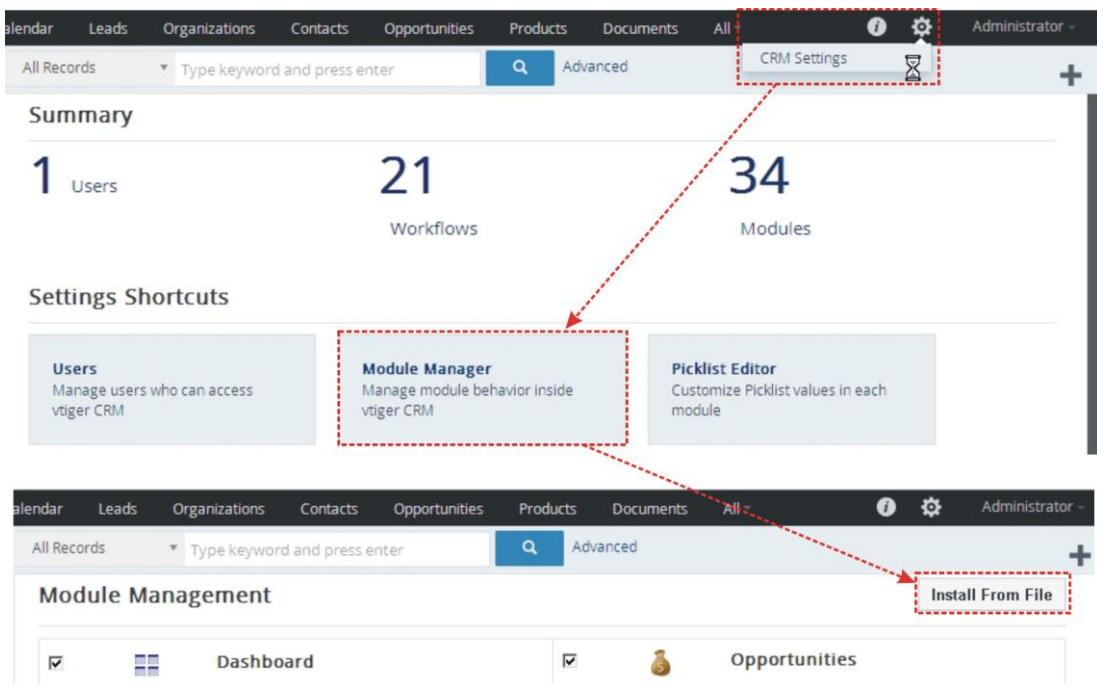 alendar Leads Organizations Contacts Opportunities Products Documents All Administrator
All Records Type keyword and press enter Advanced CRM Settings
Summary
1 Users 21 34
Workflows Modules
Settings Shortcuts
Users Module Manager Picklist Editor
Manage users who can access Manage module behavior inside Customize Picklist values in each
vtiger CRM vtiger CRM module
alendar Leads Organizations Contacts Opportunities Products Documents All Administrator
All Records Type keyword and press enter Advanced
Module Management Install From File
Dashboard Opportunities